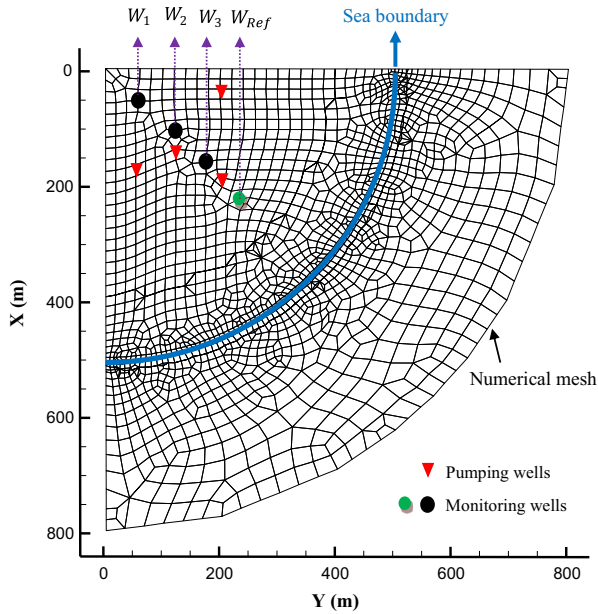 W₁ W₂ W₃ W_Ref Sea boundary
0
200
400
600
800
X (m)
Numerical mesh
Pumping wells
Monitoring wells
0 200 400 600 800
Y (m)